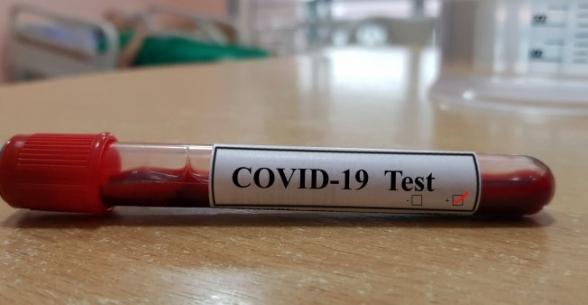 COVID-19 Test
- ☐ + ☑